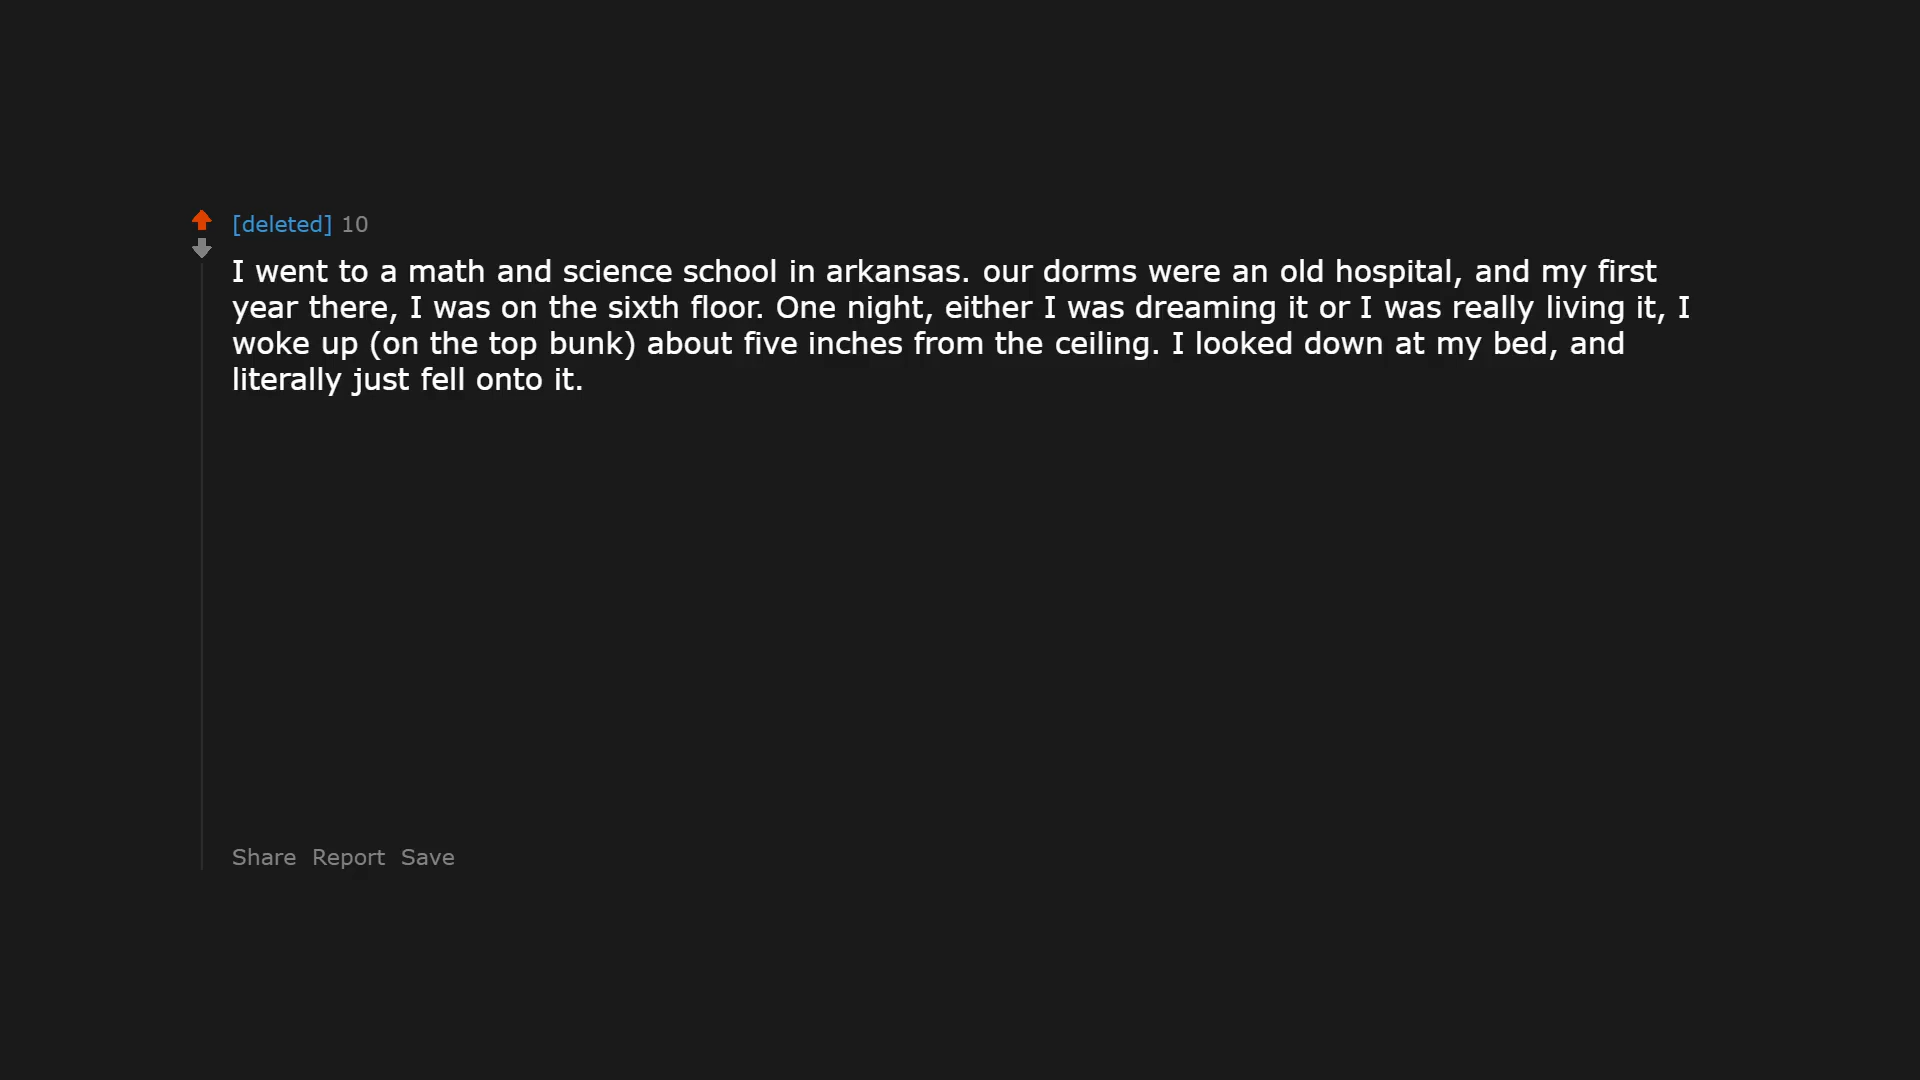 [deleted] 10
I went to a math and science school in arkansas. our dorms were an old hospital, and my first
year there, I was on the sixth floor. One night, either I was dreaming it or I was really living it, I
woke up (on the top bunk) about five inches from the ceiling. I looked down at my bed, and
literally just fell onto it.
Share Report Save